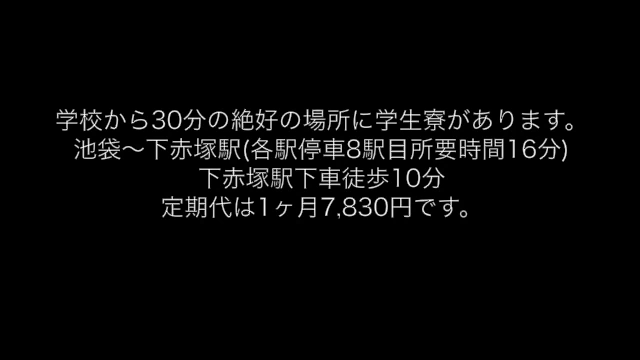 学校から30分の絶好の場所に学生寮があります。
池袋〜下赤塚駅(各駅停車8駅目所要時間16分)
下赤塚駅下車徒歩10分
定期代は1ヶ月7,830円です。